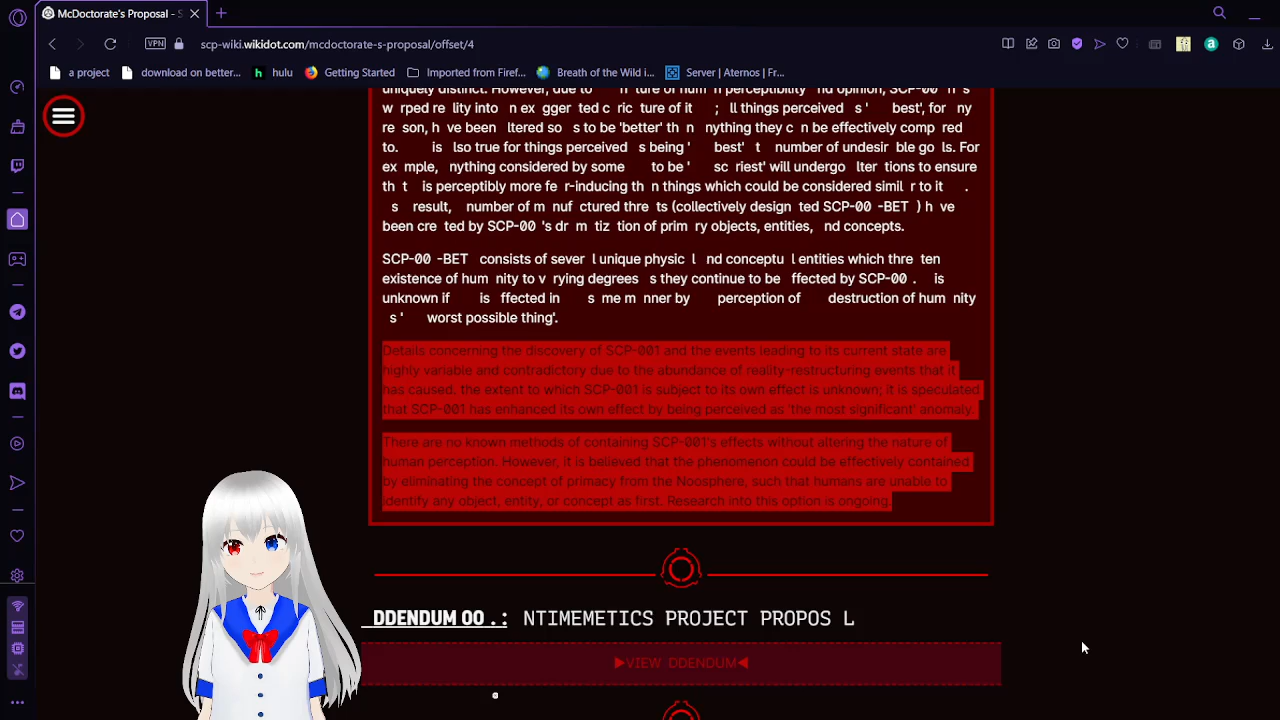 McDoctorate's Proposal - S
VPN
scp-wiki.wikidot.com/mcdoctorate-s-proposal/offset/4
a project
download on better...
hulu
Getting Started
Imported from Firef...
Breath of the Wild i...
Server | Aternos | Fr...
uniquely distinct. However, due to n ture of hum n perceptibility nd opinion, SCP-00 h s
w rped re lity into n ex gger ted c ric ture of it ; ll things perceived s ' best', for ny
re son, h ve been ltered so s to be 'better' th n nything they c n be effectively comp red
to. is lso true for things perceived s being ' best' t number of undesir ble go ls. For
ex mple, nything considered by some to be ' sc riest' will undergo lter tions to ensure
th t is perceptibly more fe r-inducing th n things which could be considered simil r to it .
s result, number of m nuf ctured thre ts (collectively design ted SCP-00 -BET ) h ve
been cre ted by SCP-00 's dr m tiz tion of prim ry objects, entities, nd concepts.
SCP-00 -BET consists of sever l unique physic l nd conceptu l entities which thre ten
existence of hum nity to v rying degrees s they continue to be ffected by SCP-00 . is
unknown if is ffected in s me m nner by perception of destruction of hum nity
s ' worst possible thing'.
Details concerning the discovery of SCP-001 and the events leading to its current state are
highly variable and contradictory due to the abundance of reality-restructuring events that it
has caused. the extent to which SCP-001 is subject to its own effect is unknown; it is speculated
that SCP-001 has enhanced its own effect by being perceived as 'the most significant' anomaly.
There are no known methods of containing SCP-001's effects without altering the nature of
human perception. However, it is believed that the phenomenon could be effectively contained
by eliminating the concept of primacy from the Noosphere, such that humans are unable to
identify any object, entity, or concept as first. Research into this option is ongoing.
DDENDUM 00 . : NTIMEMETICS PROJECT PROPOS L
▶VIEW DDENDUM◀